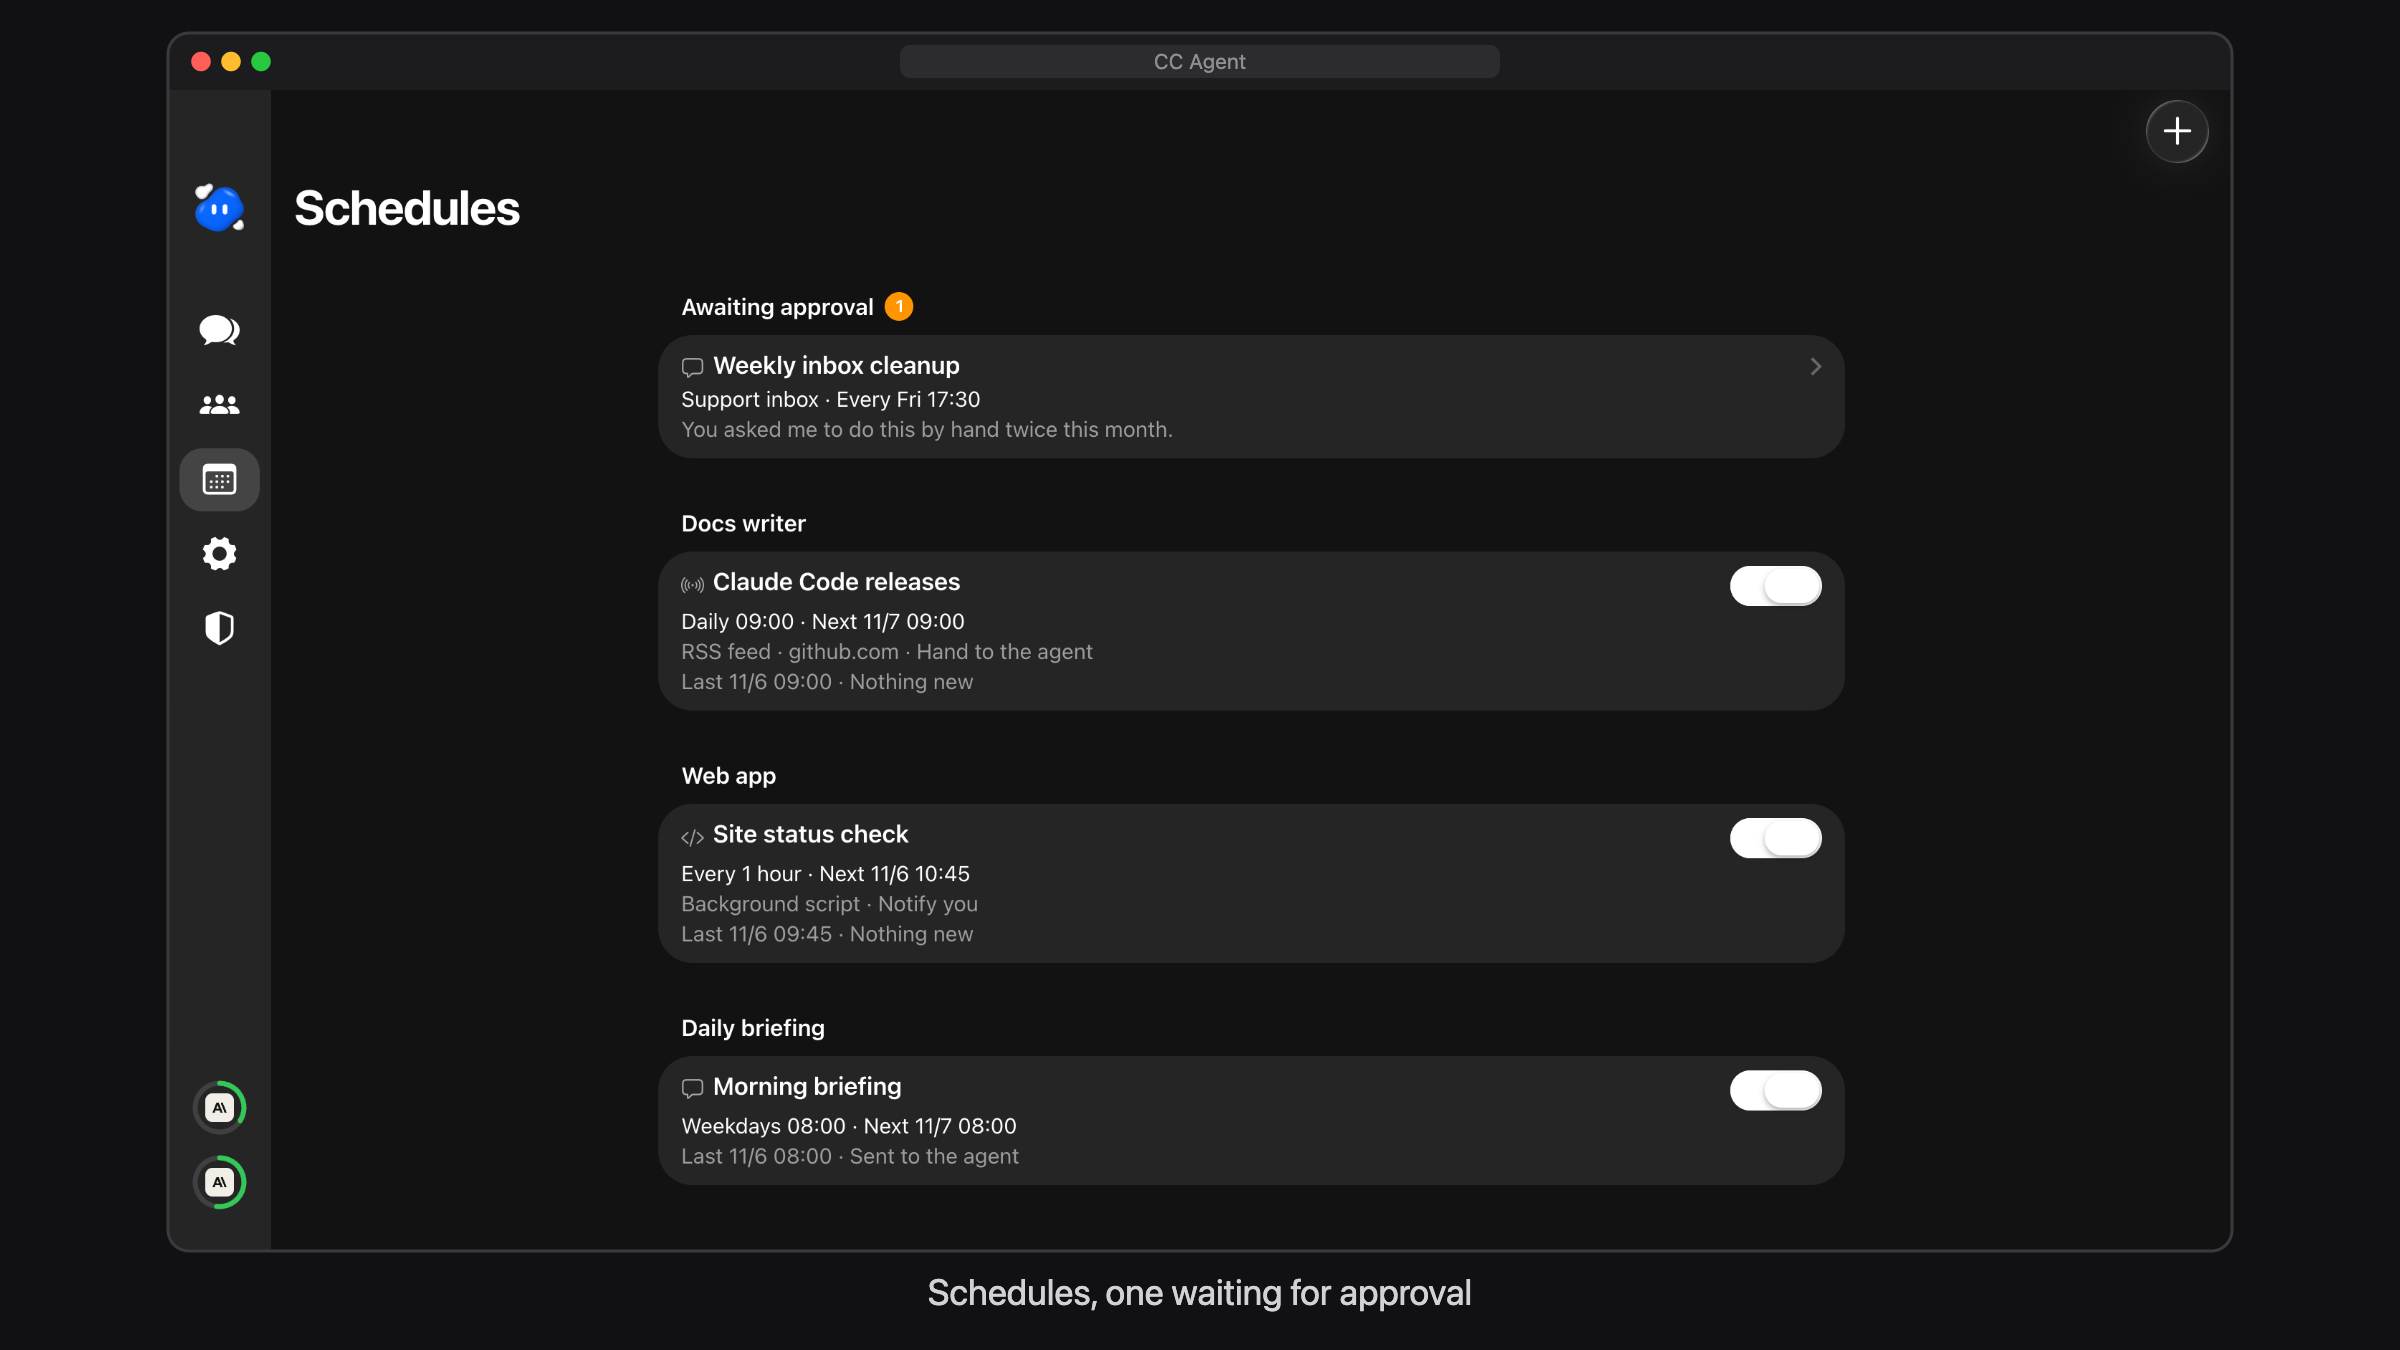 CC Agent
Schedules
Awaiting approval 1
Weekly inbox cleanup
Support inbox · Every Fri 17:30
You asked me to do this by hand twice this month.
Docs writer
Claude Code releases
Daily 09:00 · Next 11/7 09:00
RSS feed · github.com · Hand to the agent
Last 11/6 09:00 · Nothing new
Web app
Site status check
Every 1 hour · Next 11/6 10:45
Background script · Notify you
Last 11/6 09:45 · Nothing new
Daily briefing
Morning briefing
Weekdays 08:00 · Next 11/7 08:00
Last 11/6 08:00 · Sent to the agent
Schedules, one waiting for approval